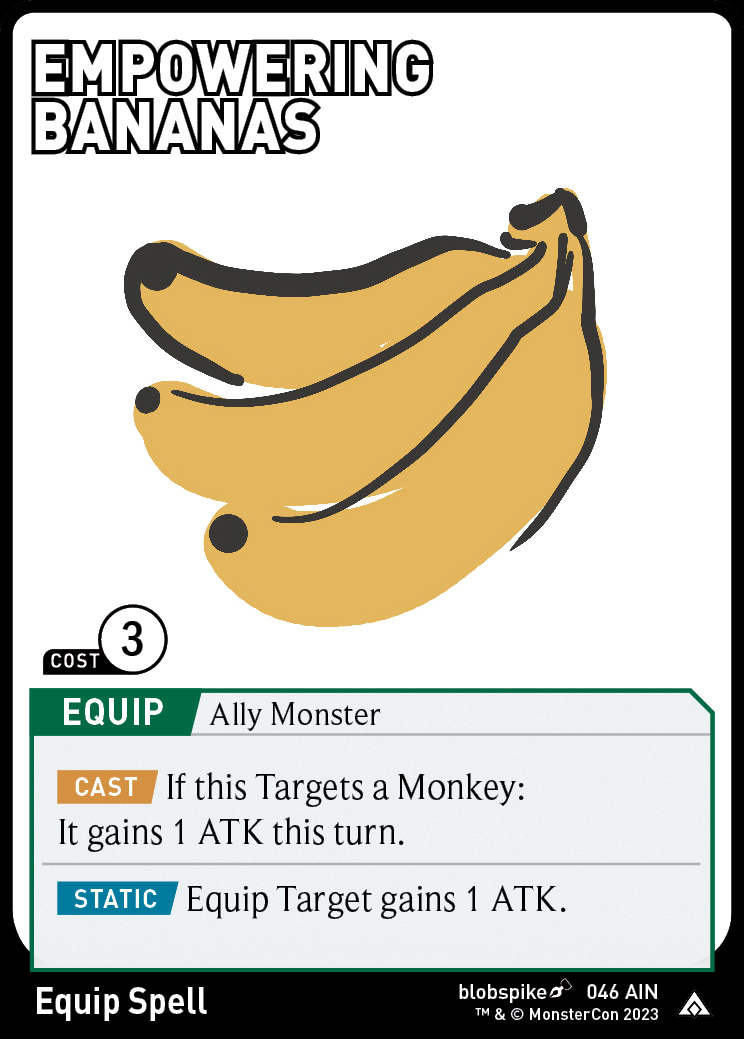 EMPOWERING
BANANAS
COST 3
EQUIP Ally Monster
CAST If this Targets a Monkey:
It gains 1 ATK this turn.
STATIC Equip Target gains 1 ATK.
Equip Spell
blobspike 046 AIN
™ & © MonsterCon 2023